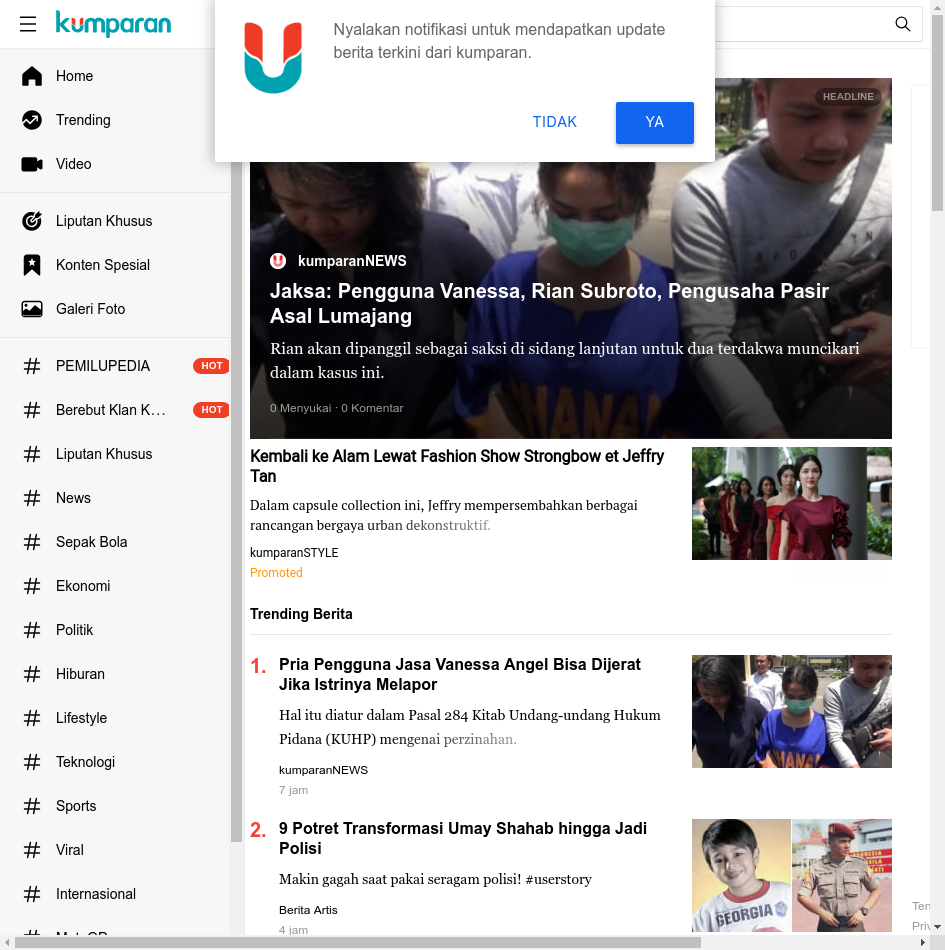 kumparan
Nyalakan notifikasi untuk mendapatkan update
berita terkini dari kumparan.
TIDAK
YA
Home
Trending
Video
Liputan Khusus
Konten Spesial
Galeri Foto
# PEMILUPEDIA HOT
# Berebut Klan K... HOT
# Liputan Khusus
# News
# Sepak Bola
# Ekonomi
# Politik
# Hiburan
# Lifestyle
# Teknologi
# Sports
# Viral
# Internasional
HEADLINE
kumparanNEWS
Jaksa: Pengguna Vanessa, Rian Subroto, Pengusaha Pasir
Asal Lumajang
Rian akan dipanggil sebagai saksi di sidang lanjutan untuk dua terdakwa muncikari
dalam kasus ini.
0 Menyukai · 0 Komentar
Kembali ke Alam Lewat Fashion Show Strongbow et Jeffry
Tan
Dalam capsule collection ini, Jeffry mempersembahkan berbagai
rancangan bergaya urban dekonstruktif.
kumparanSTYLE
Promoted
Trending Berita
1. Pria Pengguna Jasa Vanessa Angel Bisa Dijerat
Jika Istrinya Melapor
Hal itu diatur dalam Pasal 284 Kitab Undang-undang Hukum
Pidana (KUHP) mengenai perzinahan.
kumparanNEWS
7 jam
2. 9 Potret Transformasi Umay Shahab hingga Jadi
Polisi
Makin gagah saat pakai seragam polisi! #userstory
Berita Artis
4 jam
GEORGIA